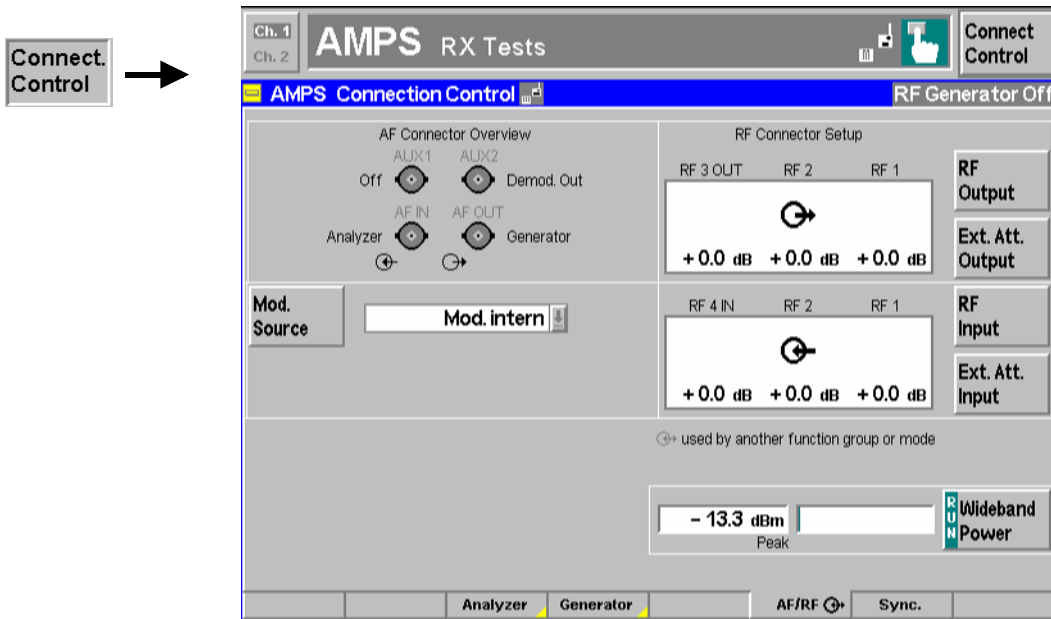 Connect.
Control
Ch. 1
Ch. 2
AMPS RX Tests
Connect
Control
AMPS Connection Control
RF Generator Off
AF Connector Overview
AUX1 AUX2
Off Demod. Out
AF IN AF OUT
Analyzer Generator
RF Connector Setup
RF 3 OUT RF 2 RF 1
+ 0.0 dB + 0.0 dB + 0.0 dB
RF
Output
Ext. Att.
Output
Mod.
Source
Mod. intern
RF 4 IN RF 2 RF 1
+ 0.0 dB + 0.0 dB + 0.0 dB
RF
Input
Ext. Att.
Input
used by another function group or mode
– 13.3 dBm
Peak
RUN
Wideband
Power
Analyzer Generator AF/RF Sync.